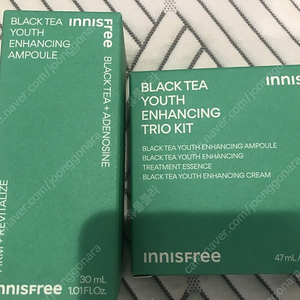 BLACK TEA
YOUTH
ENHANCING
AMPOULE
INNISFREE
BLACK TEA + ADENOSINE
FIRM + REVITALIZE
30 mL
1.01 Fl.Oz.
BLACK TEA
YOUTH
ENHANCING
TRIO KIT
BLACK TEA YOUTH ENHANCING AMPOULE
BLACK TEA YOUTH ENHANCING
TREATMENT ESSENCE
BLACK TEA YOUTH ENHANCING CREAM
INNISFREE
47 mL /